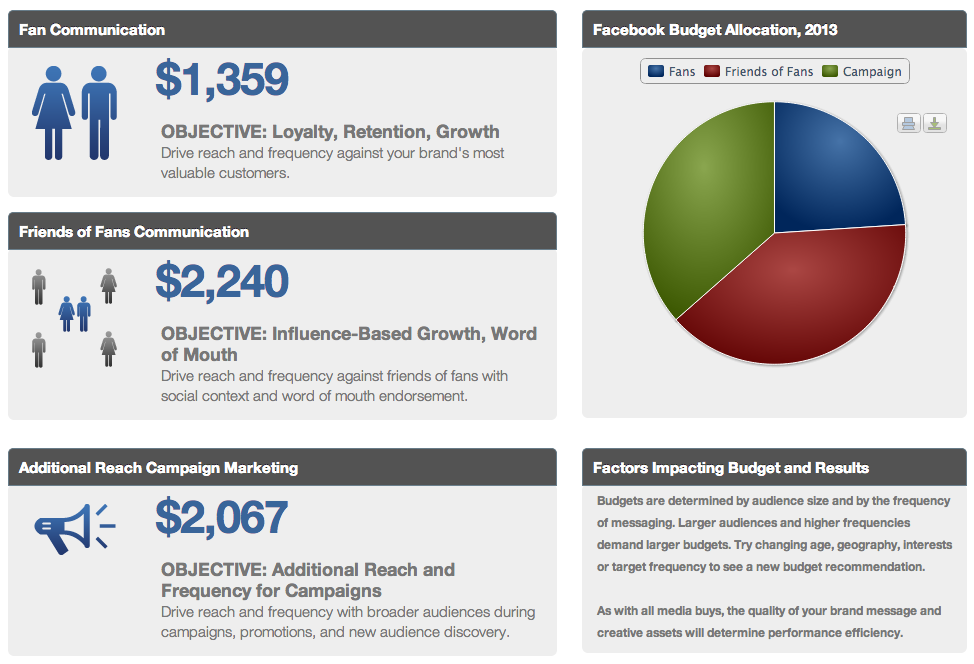 Fan Communication
$1,359
OBJECTIVE: Loyalty, Retention, Growth
Drive reach and frequency against your brand's most
valuable customers.
Friends of Fans Communication
$2,240
OBJECTIVE: Influence-Based Growth, Word
of Mouth
Drive reach and frequency against friends of fans with
social context and word of mouth endorsement.
Additional Reach Campaign Marketing
$2,067
OBJECTIVE: Additional Reach and
Frequency for Campaigns
Drive reach and frequency with broader audiences during
campaigns, promotions, and new audience discovery.
Facebook Budget Allocation, 2013
Fans Friends of Fans Campaign
Factors Impacting Budget and Results
Budgets are determined by audience size and by the frequency
of messaging. Larger audiences and higher frequencies
demand larger budgets. Try changing age, geography, interests
or target frequency to see a new budget recommendation.
As with all media buys, the quality of your brand message and
creative assets will determine performance efficiency.